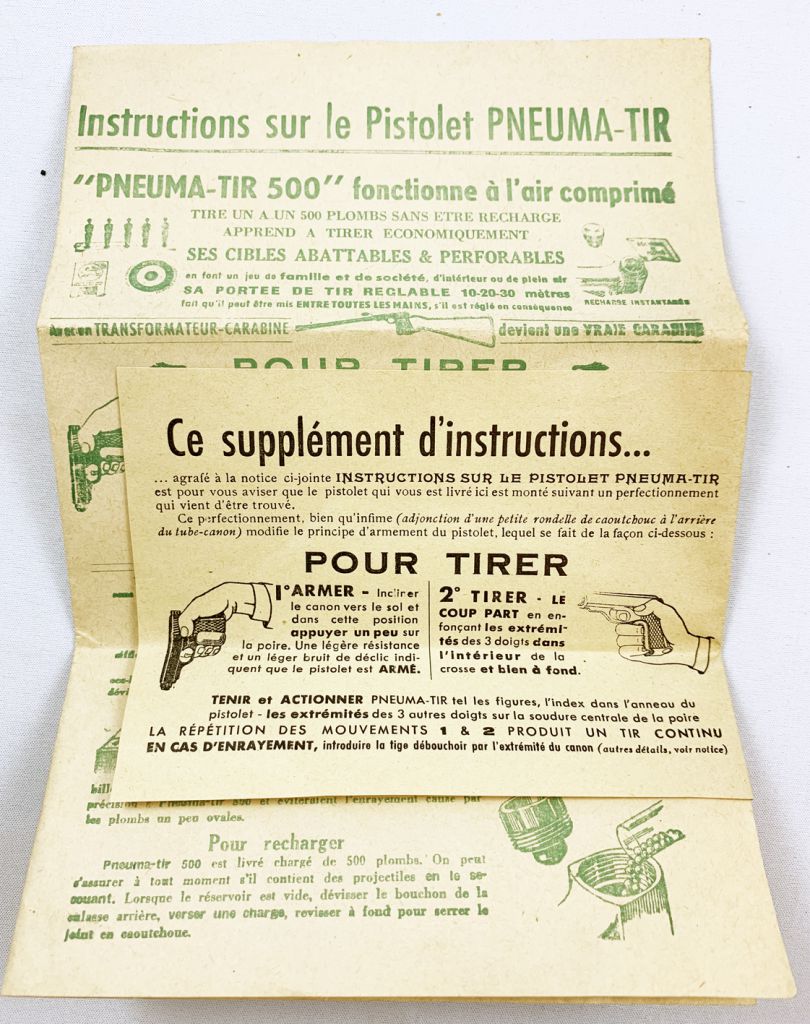 Instructions sur le Pistolet PNEUMA-TIR
"PNEUMA-TIR 500" fonctionne à l'air comprimé
TIRE UN A UN 500 PLOMBS SANS ETRE RECHARGE
APPREND A TIRER ECONOMIQUEMENT
SES CIBLES ABATTABLES & PERFORABLES
en font un jeu de famille et de société, d'intérieur ou de plein air
SA PORTEE DE TIR REGLABLE 10-20-30 mètres
fait qu'il peut être mis ENTRE TOUTES LES MAINS, s'il est réglé en conséquence
RECHARGE INSTANTANÉE
Avec un TRANSFORMATEUR-CARABINE devient une VRAIE CARABINE
POUR TIRER
Ce supplément d'instructions...
... agrafé à la notice ci-jointe INSTRUCTIONS SUR LE PISTOLET PNEUMA-TIR
est pour vous aviser que le pistolet qui vous est livré ici est monté suivant un perfectionnement
qui vient d'être trouvé.
Ce perfectionnement, bien qu'infime (adjonction d'une petite rondelle de caoutchouc à l'arrière
du tube-canon) modifie le principe d'armement du pistolet, lequel se fait de la façon ci-dessous :
POUR TIRER
1° ARMER - Incliner
le canon vers le sol et
dans cette position
appuyer un peu sur
la poire. Une légère résistance
et un léger bruit de déclic indi-
quent que le pistolet est ARMÉ.
2° TIRER - LE
COUP PART en en-
fonçant les extrémi-
tés des 3 doigts dans
l'intérieur de la
crosse et bien à fond.
TENIR et ACTIONNER PNEUMA-TIR tel les figures, l'index dans l'anneau du
pistolet - les extrémités des 3 autres doigts sur la soudure centrale de la poire
LA RÉPÉTITION DES MOUVEMENTS 1 & 2 PRODUIT UN TIR CONTINU
EN CAS D'ENRAYEMENT, introduire la tige débouchoir par l'extrémité du canon (autres détails, voir notice)
bill
précision à Pneuma-tir 500 et éviteraient l'enrayement causé par
les plombs un peu ovales.
Pour recharger
Pneuma-tir 500 est livré chargé de 500 plombs. On peut
s'assurer à tout moment s'il contient des projectiles en le se-
couant. Lorsque le réservoir est vide, dévisser le bouchon de la
culasse arrière, verser une charge, revisser à fond pour serrer le
joint en caoutchouc.